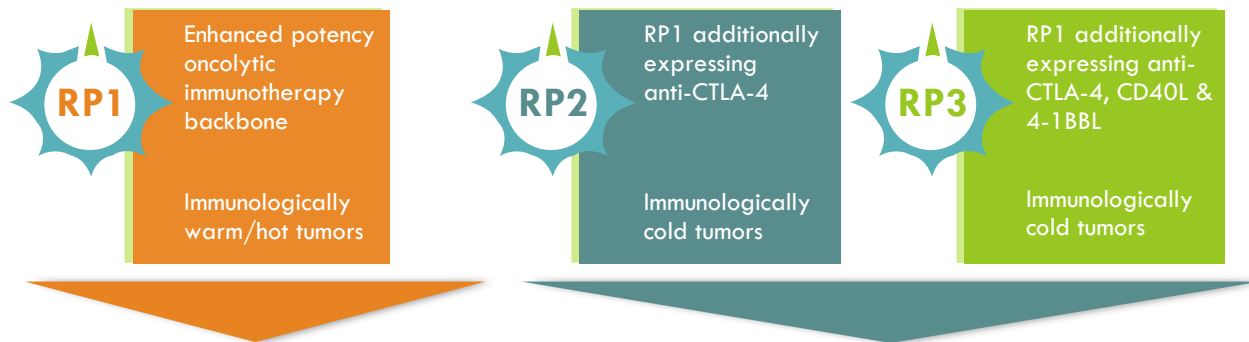 RP1
Enhanced potency
oncolytic
immunotherapy
backbone
Immunologically
warm/hot tumors
RP2
RP1 additionally
expressing
anti-CTLA-4
Immunologically
cold tumors
RP3
RP1 additionally
expressing anti-
CTLA-4, CD40L &
4-1BBL
Immunologically
cold tumors